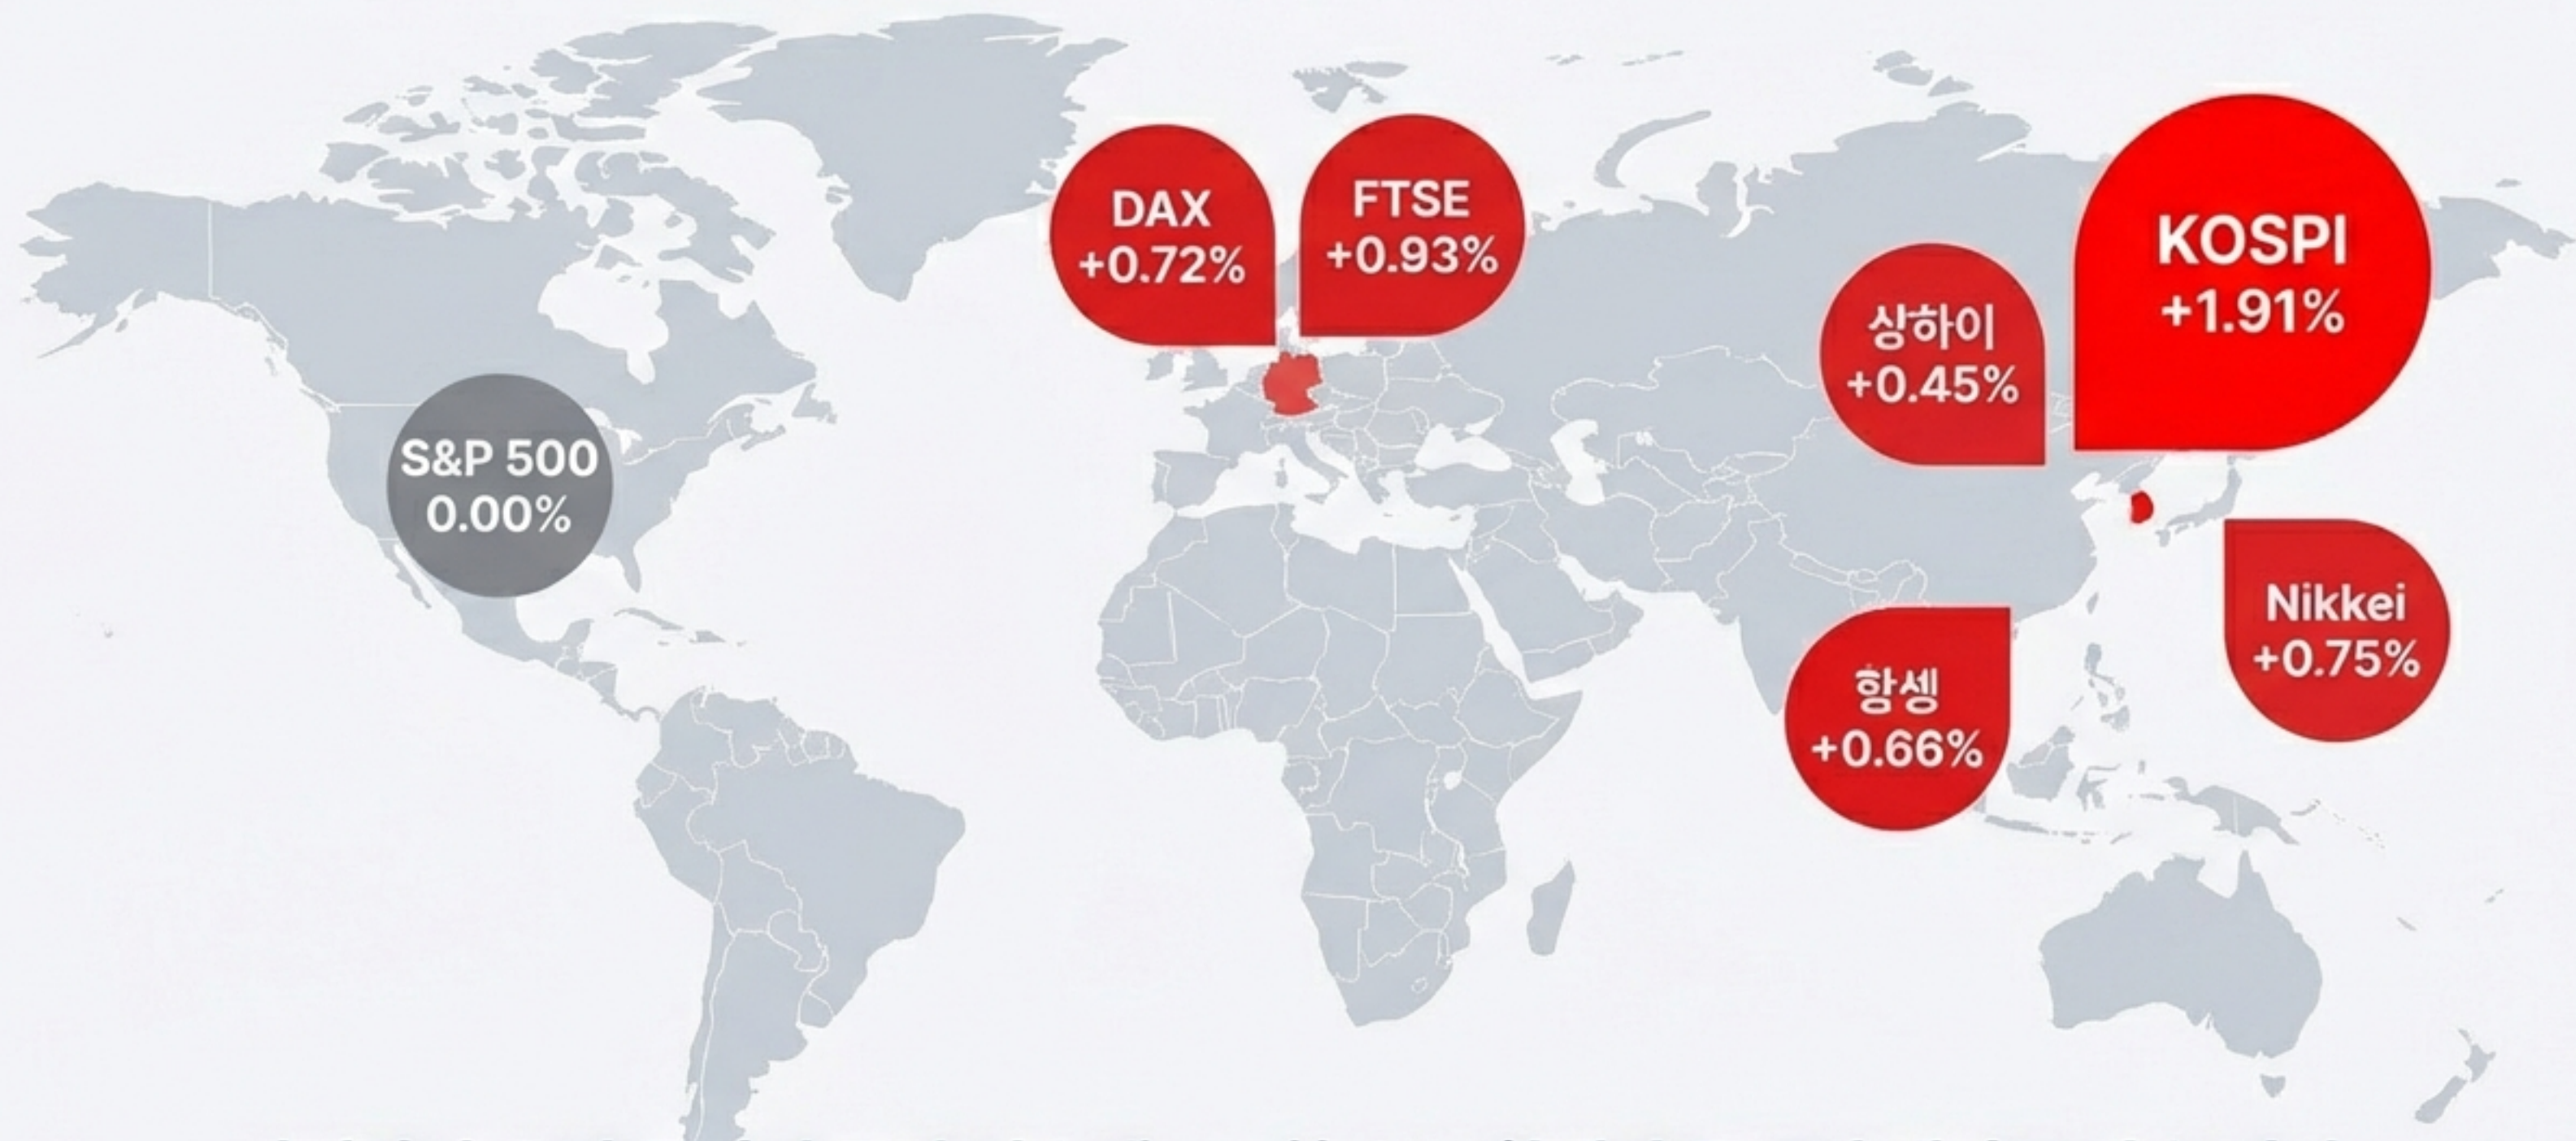 DAX
+0.72%
FTSE
+0.93%
KOSPI
+1.91%
상하이
+0.45%
S&P 500
0.00%
Nikkei
+0.75%
항셍
+0.66%